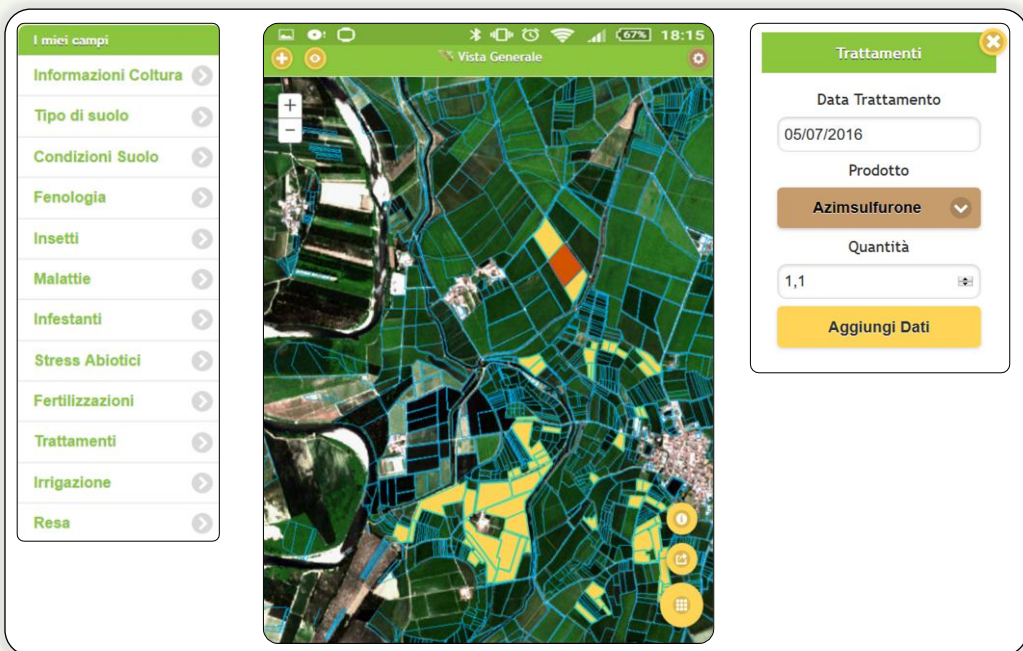 I miei campi
Informazioni Coltura
Tipo di suolo
Condizioni Suolo
Fenologia
Insetti
Malattie
Infestanti
Stress Abiotici
Fertilizzazioni
Trattamenti
Irrigazione
Resa
67% 18:15
Vista Generale
+
−
Trattamenti
Data Trattamento
05/07/2016
Prodotto
Azimsulfurone
Quantità
1,1
Aggiungi Dati